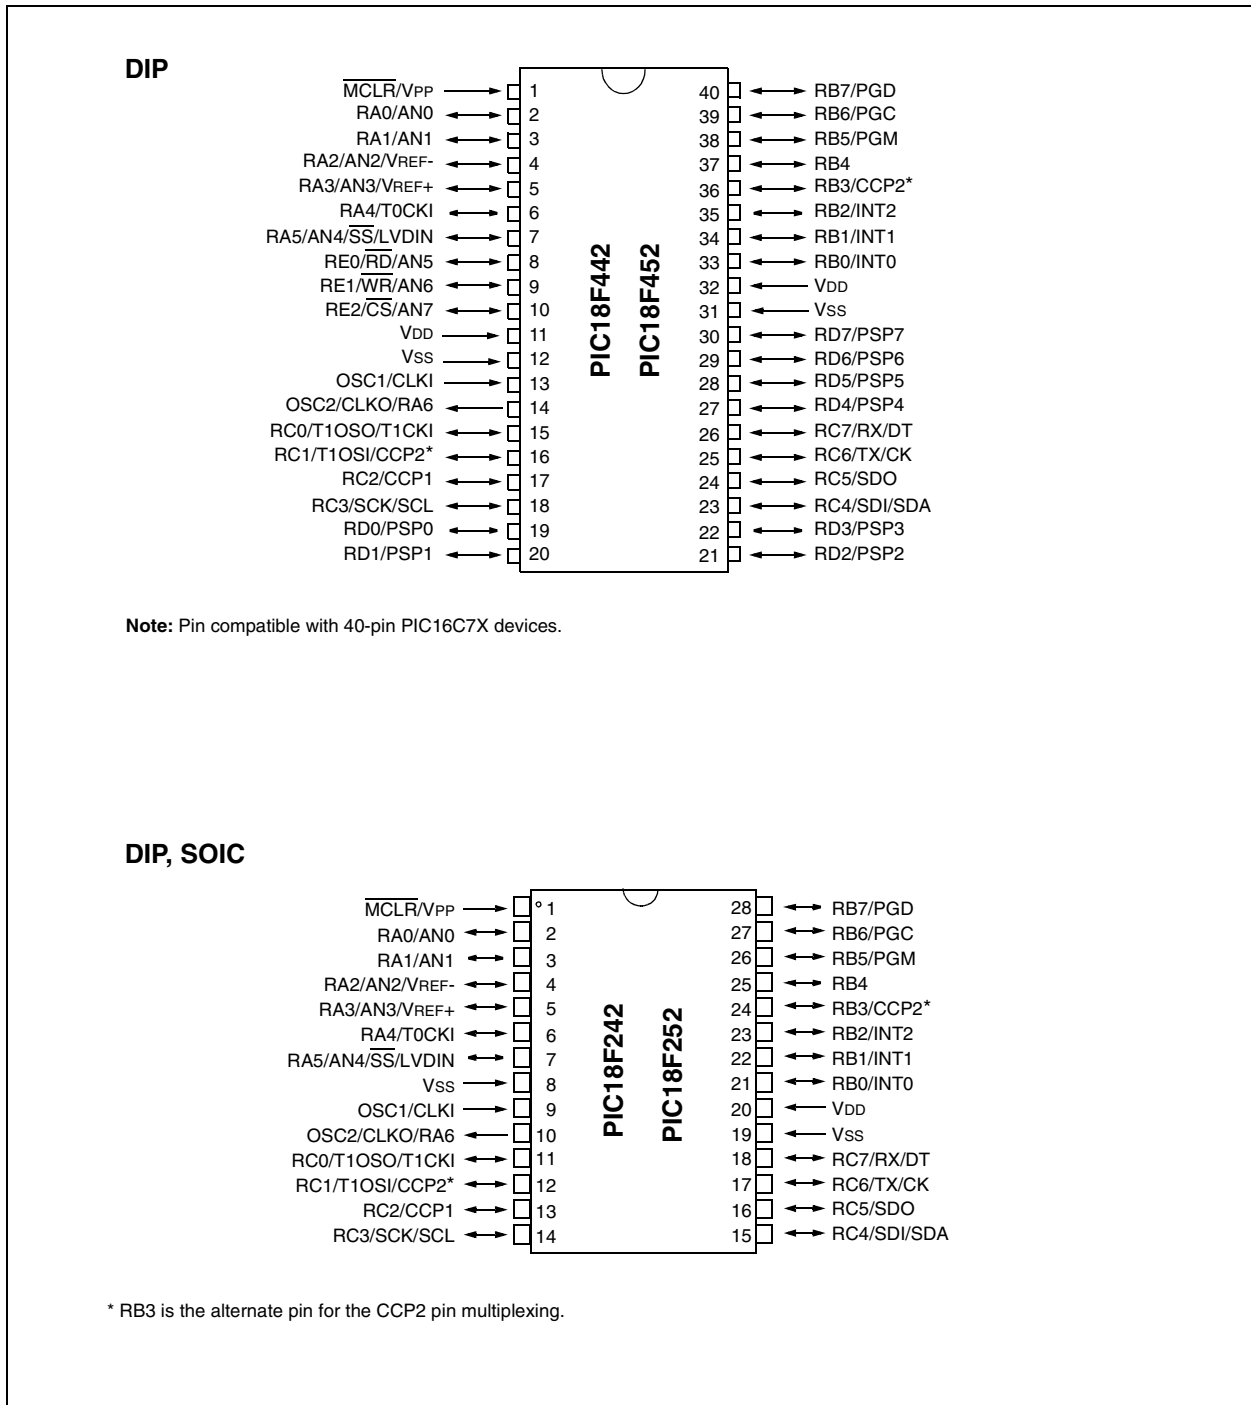 DIP
MCLR/VPP 1 40 RB7/PGD
RA0/AN0 2 39 RB6/PGC
RA1/AN1 3 38 RB5/PGM
RA2/AN2/VREF- 4 37 RB4
RA3/AN3/VREF+ 5 36 RB3/CCP2*
RA4/T0CKI 6 35 RB2/INT2
RA5/AN4/SS/LVDIN 7 34 RB1/INT1
RE0/RD/AN5 8 33 RB0/INT0
RE1/WR/AN6 9 32 VDD
RE2/CS/AN7 10 31 VSS
VDD 11 30 RD7/PSP7
VSS 12 29 RD6/PSP6
OSC1/CLKI 13 28 RD5/PSP5
OSC2/CLKO/RA6 14 27 RD4/PSP4
RC0/T1OSO/T1CKI 15 26 RC7/RX/DT
RC1/T1OSI/CCP2* 16 25 RC6/TX/CK
RC2/CCP1 17 24 RC5/SDO
RC3/SCK/SCL 18 23 RC4/SDI/SDA
RD0/PSP0 19 22 RD3/PSP3
RD1/PSP1 20 21 RD2/PSP2
PIC18F442
PIC18F452
Note: Pin compatible with 40-pin PIC16C7X devices.
DIP, SOIC
MCLR/VPP 1 28 RB7/PGD
RA0/AN0 2 27 RB6/PGC
RA1/AN1 3 26 RB5/PGM
RA2/AN2/VREF- 4 25 RB4
RA3/AN3/VREF+ 5 24 RB3/CCP2*
RA4/T0CKI 6 23 RB2/INT2
RA5/AN4/SS/LVDIN 7 22 RB1/INT1
VSS 8 21 RB0/INT0
OSC1/CLKI 9 20 VDD
OSC2/CLKO/RA6 10 19 VSS
RC0/T1OSO/T1CKI 11 18 RC7/RX/DT
RC1/T1OSI/CCP2* 12 17 RC6/TX/CK
RC2/CCP1 13 16 RC5/SDO
RC3/SCK/SCL 14 15 RC4/SDI/SDA
PIC18F242
PIC18F252
* RB3 is the alternate pin for the CCP2 pin multiplexing.